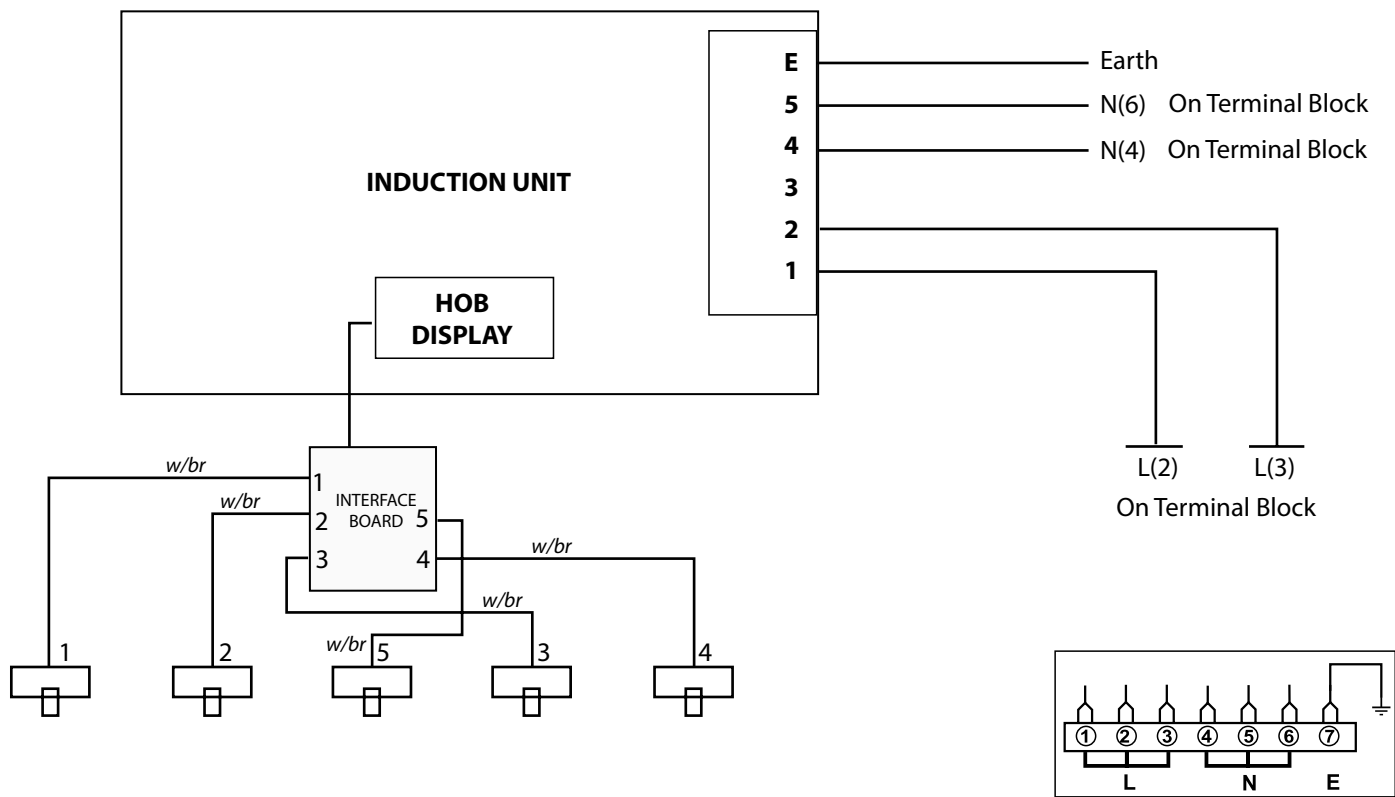 E
Earth
5
N(6) On Terminal Block
4
N(4) On Terminal Block
INDUCTION UNIT
3
2
1
HOB
DISPLAY
L(2)
L(3)
On Terminal Block
w/br
1
w/br
INTERFACE
BOARD
2
5
3
4
w/br
w/br
w/br
1
2
5
3
4
1
2
3
4
5
6
7
L
N
E